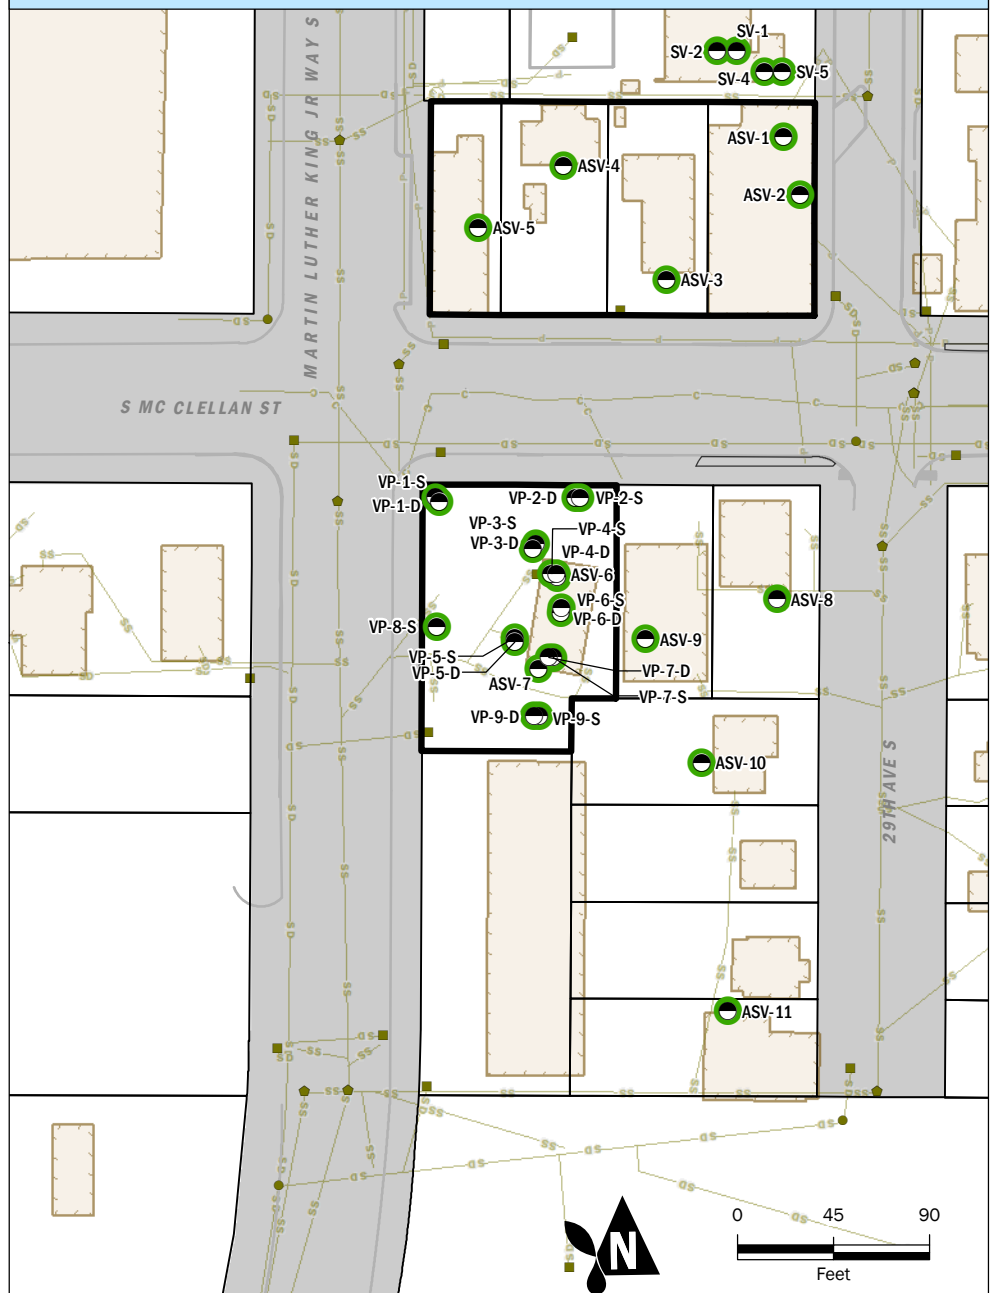 SV-1
SV-2
SV-4
SV-5
MARTIN LUTHER KING JR WAY S
ASV-1
ASV-4
ASV-2
ASV-5
ASV-3
S MC CLELLAN ST
VP-1-S
VP-1-D
VP-2-D
VP-2-S
VP-3-S
VP-3-D
VP-4-S
VP-4-D
ASV-6
VP-6-S
VP-6-D
ASV-8
VP-8-S
ASV-9
VP-5-S
VP-5-D
VP-7-D
ASV-7
VP-7-S
VP-9-D
VP-9-S
ASV-10
29TH AVE S
ASV-11
N
0 45 90
Feet